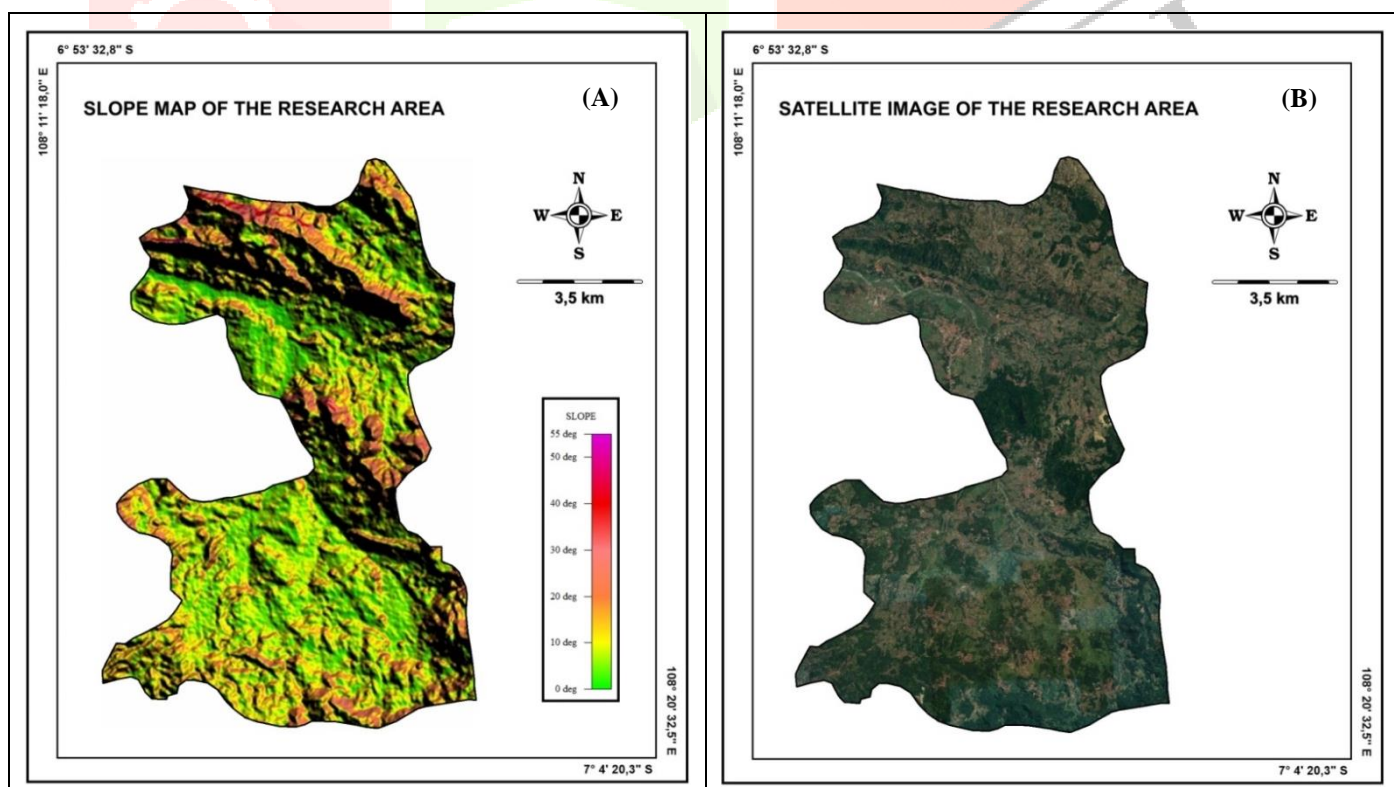 6° 53' 32,8" S
108° 11' 18,0" E
SLOPE MAP OF THE RESEARCH AREA
(A)
N
W E
S
3,5 km
SLOPE
55 deg
50 deg
40 deg
30 deg
20 deg
10 deg
0 deg
108° 20' 32,5" E
7° 4' 20,3" S
6° 53' 32,8" S
108° 11' 18,0" E
SATELLITE IMAGE OF THE RESEARCH AREA
(B)
N
W E
S
3,5 km
108° 20' 32,5" E
7° 4' 20,3" S